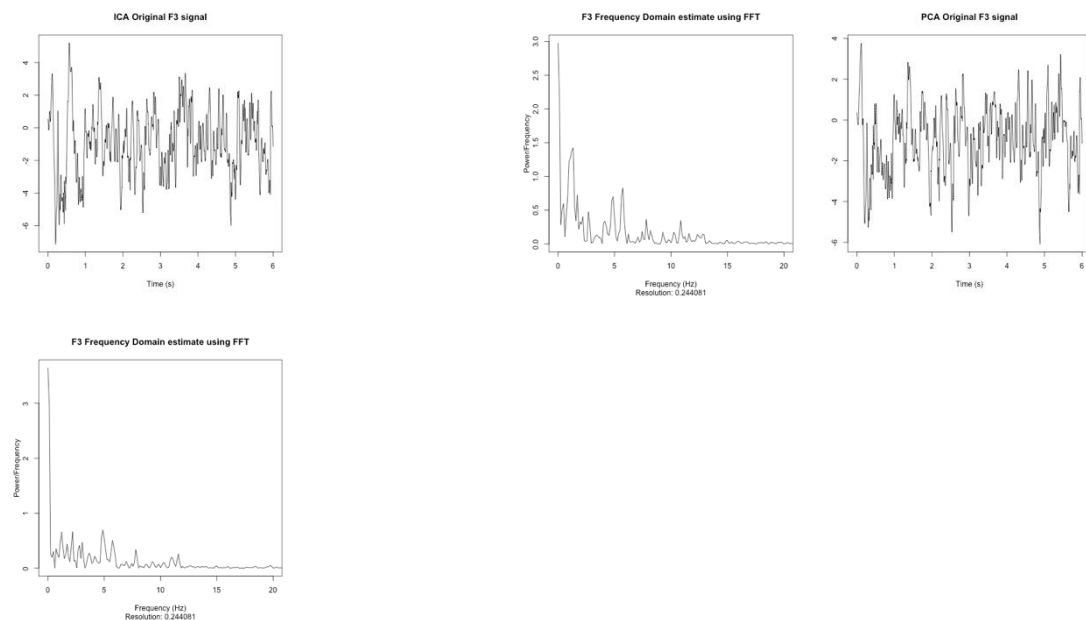 ICA Original F3 signal
4
2
0
-2
-4
-6
0 1 2 3 4 5 6
Time (s)
F3 Frequency Domain estimate using FFT
Power/Frequency
3.0
2.5
2.0
1.5
1.0
0.5
0.0
0 5 10 15 20
Frequency (Hz)
Resolution: 0.244081
PCA Original F3 signal
4
2
0
-2
-4
-6
0 1 2 3 4 5 6
Time (s)
F3 Frequency Domain estimate using FFT
Power/Frequency
3
2
1
0
0 5 10 15 20
Frequency (Hz)
Resolution: 0.244081